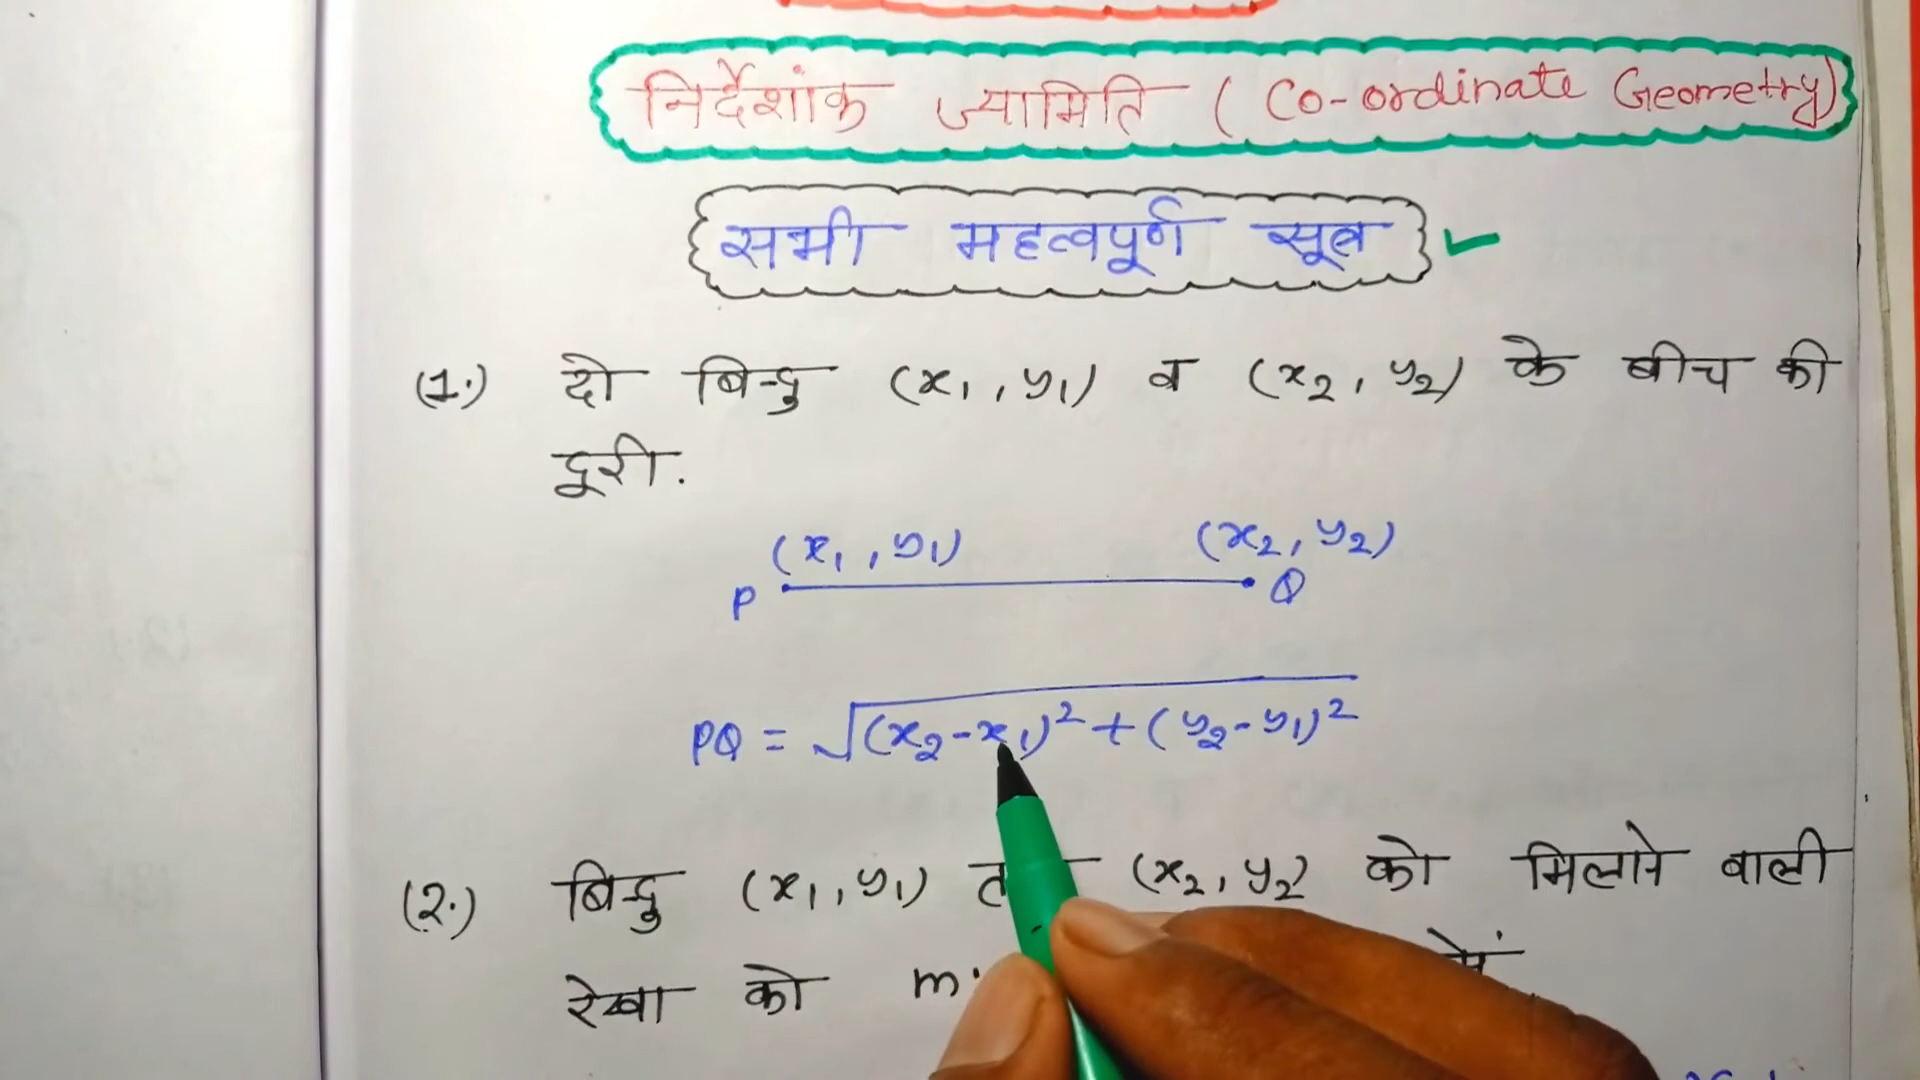 निर्देशांक ज्यामिति (Co-ordinate Geometry)
सभी महत्वपूर्ण सूत्र
(1.) दो बिन्दु (x₁, y₁) व (x₂, y₂) के बीच की
दूरी.
(x₁, y₁) (x₂, y₂)
P Q
PQ = √(x₂-x₁)² + (y₂-y₁)²
(2.) बिन्दु (x₁, y₁) (x₂, y₂) को मिलाने वाली
रेखा को m: में